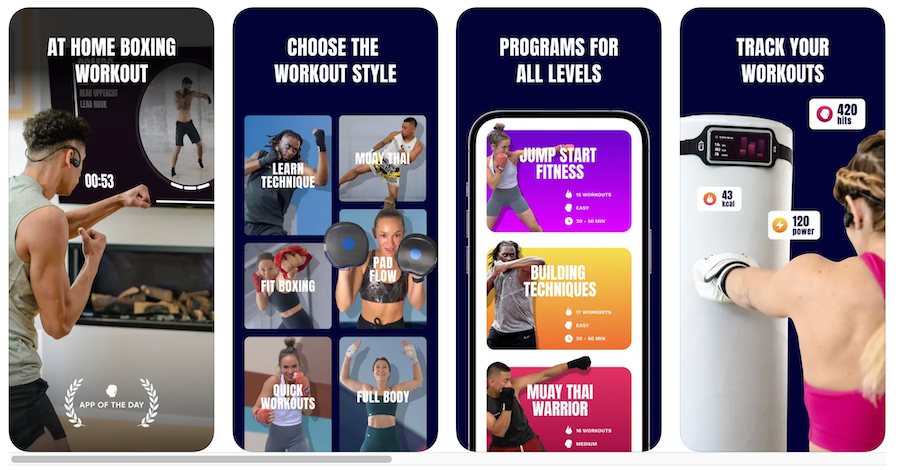 AT HOME BOXING
WORKOUT
REAR UPPERCUT
LEAD HOOK
00:53
APP OF THE DAY
CHOOSE THE
WORKOUT STYLE
LEARN
TECHNIQUE
MUAY THAI
FIT BOXING
PAD
FLOW
QUICK
WORKOUTS
FULL BODY
PROGRAMS FOR
ALL LEVELS
JUMP START
FITNESS
15 WORKOUTS
EASY
20 - 50 MIN
BUILDING
TECHNIQUES
17 WORKOUTS
EASY
30 - 60 MIN
MUAY THAI
WARRIOR
16 WORKOUTS
MEDIUM
TRACK YOUR
WORKOUTS
420
hits
43
kcal
120
power